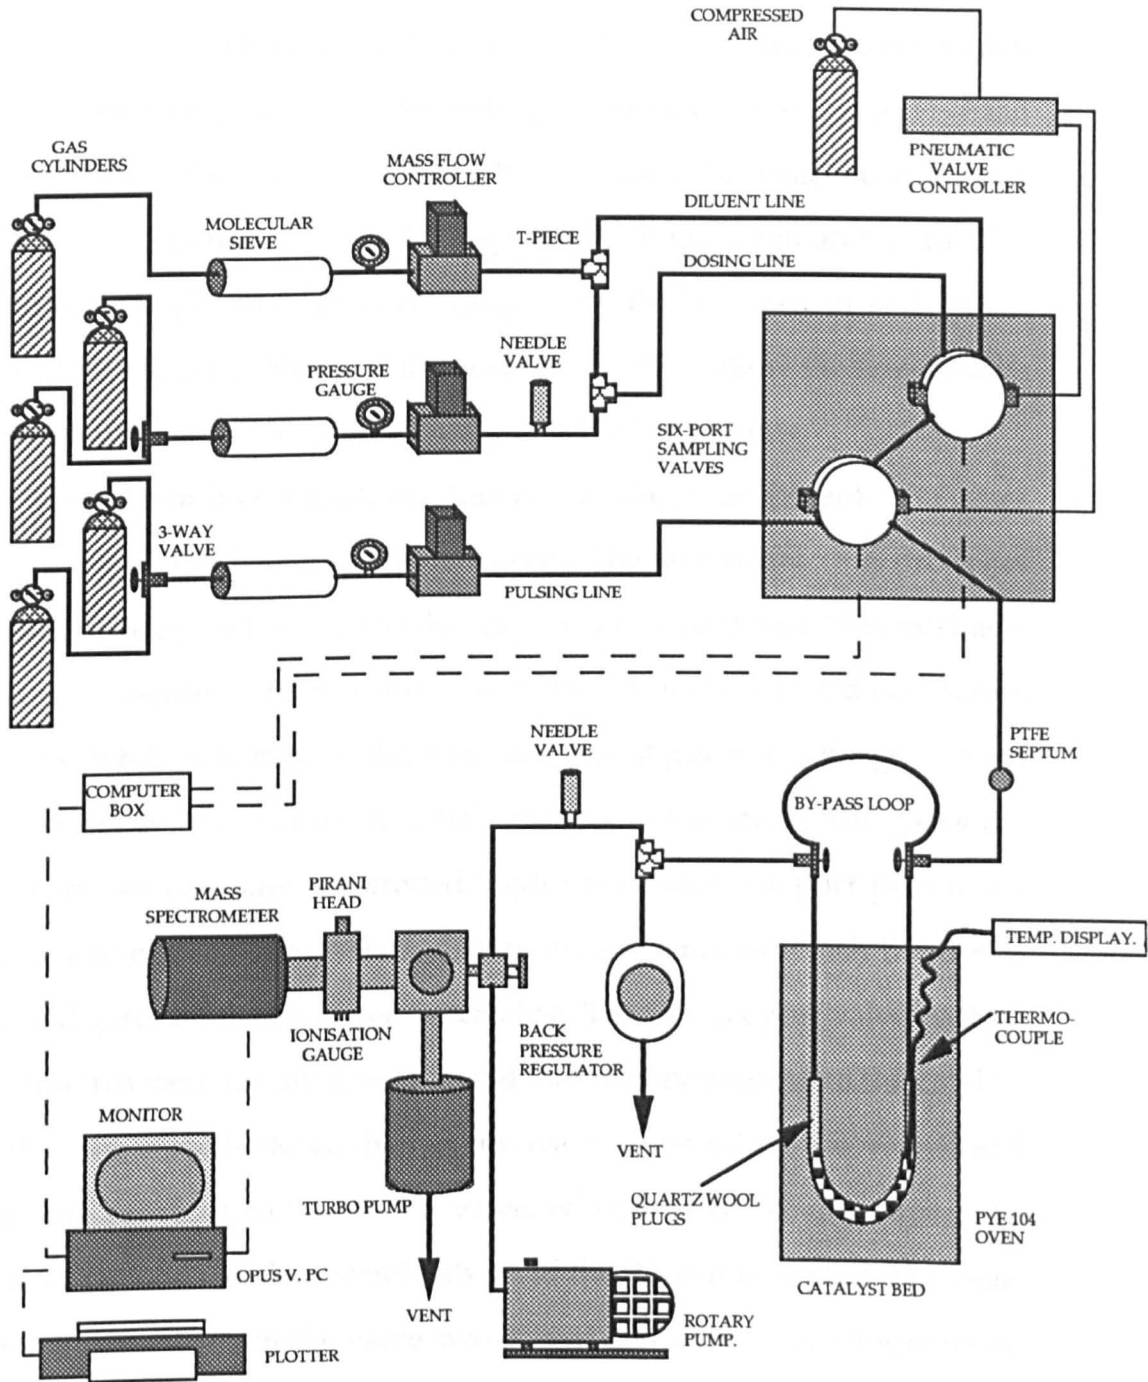 COMPRESSED
AIR
GAS
CYLINDERS
MASS FLOW
CONTROLLER
PNEUMATIC
VALVE
CONTROLLER
MOLECULAR
SIEVE
T-PIECE
DILUENT LINE
DOSING LINE
NEEDLE
VALVE
PRESSURE
GAUGE
SIX-PORT
SAMPLING
VALVES
3-WAY
VALVE
PULSING LINE
NEEDLE
VALVE
PTFE
SEPTUM
COMPUTER
BOX
BY-PASS LOOP
MASS
SPECTROMETER
PIRANI
HEAD
TEMP. DISPLAY.
IONISATION
GAUGE
BACK
PRESSURE
REGULATOR
THERMO-
COUPLE
MONITOR
VENT
TURBO PUMP
QUARTZ WOOL
PLUGS
PYE 104
OVEN
OPUS V. PC
CATALYST BED
VENT
ROTARY
PUMP.
PLOTTER